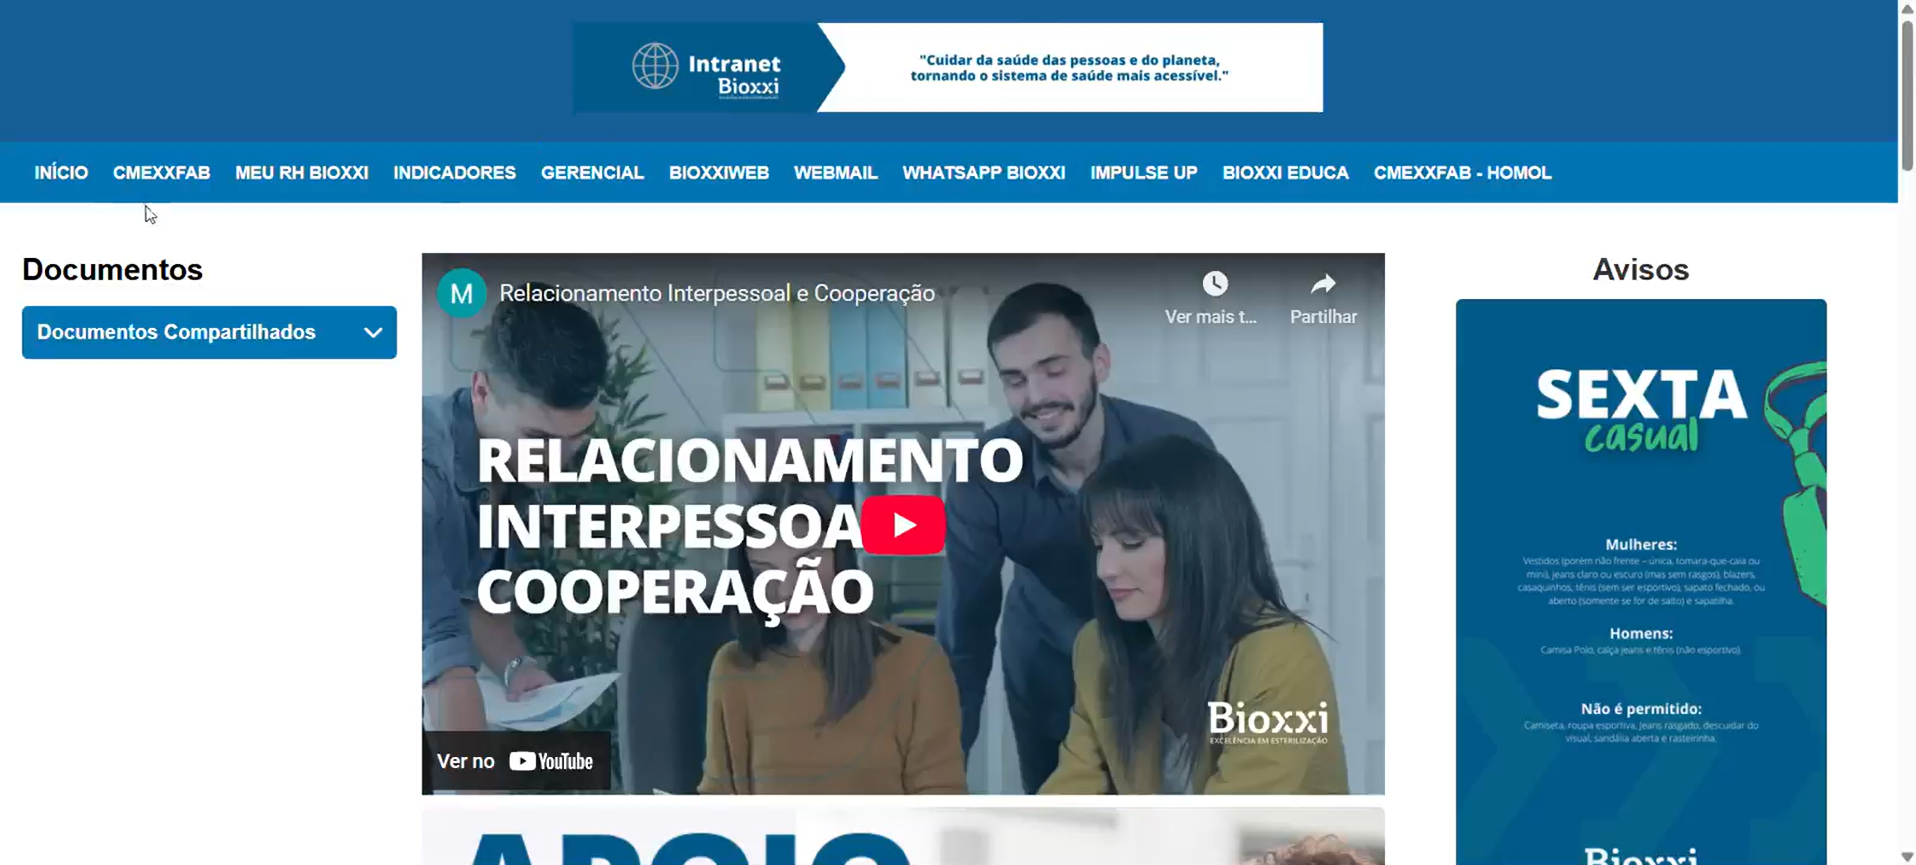 Intranet
Bioxxi
"Cuidar da saúde das pessoas e do planeta,
tornando o sistema de saúde mais acessível."
INÍCIO CMEXXFAB MEU RH BIOXXI INDICADORES GERENCIAL BIOXXIWEB WEBMAIL WHATSAPP BIOXXI IMPULSE UP BIOXXI EDUCA CMEXXFAB - HOMOL
Documentos
Documentos Compartilhados
M
Relacionamento Interpessoal e Cooperação
Ver mais t...
Partilhar
RELACIONAMENTO
INTERPESSOA
COOPERAÇÃO
Bioxxi
EXCELÊNCIA EM ESTERILIZAÇÃO
Ver no YouTube
APOIO
Avisos
SEXTA
casual
Mulheres:
Vestidos (porém não frente – única, tomara-que-caia ou
mini), jeans claro ou escuro (mas sem rasgos), blazers,
casaquinhos, tênis (sem ser esportivo), sapato fechado, ou
aberto (somente se for de salto) e sapatilha.
Homens:
Camisa Polo, calça jeans e tênis (não esportivo).
Não é permitido:
Camiseta, roupa esportiva, jeans rasgado, descuidar do
visual, sandália aberta e rasteirinha.
Bioxxi